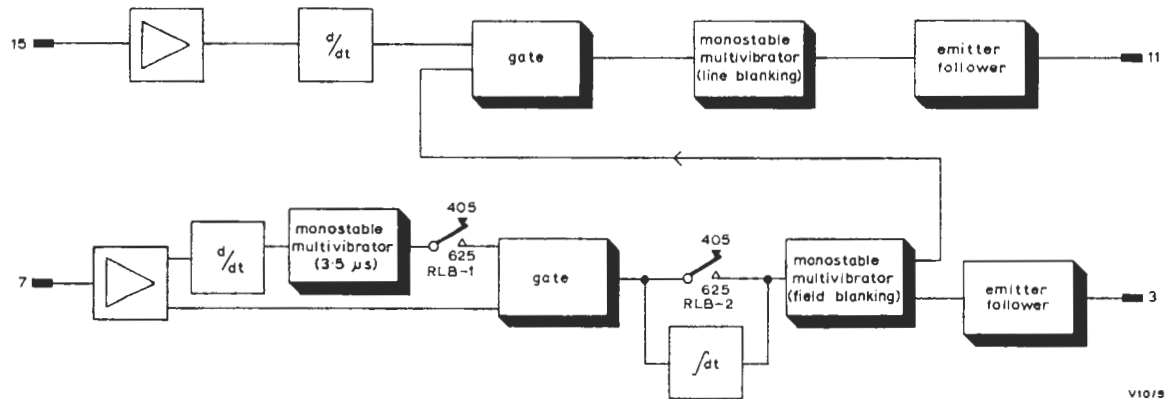 15
d/dt
gate
monostable
multivibrator
(line blanking)
emitter
follower
11
7
d/dt
monostable
multivibrator
(3·5 μs)
405
625
RLB-1
gate
405
625
RLB-2
∫dt
monostable
multivibrator
(field blanking)
emitter
follower
3
V10/9